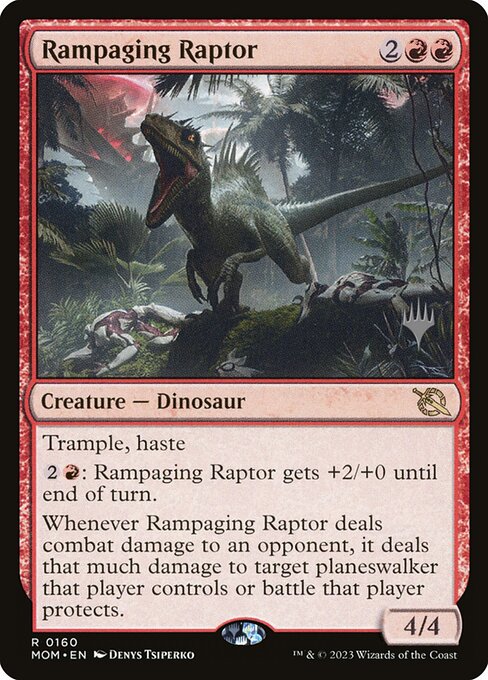 Rampaging Raptor 2
Creature — Dinosaur
Trample, haste
2 : Rampaging Raptor gets +2/+0 until
end of turn.
Whenever Rampaging Raptor deals
combat damage to an opponent, it deals
that much damage to target planeswalker
that player controls or battle that player
protects.
4/4
R 0160
MOM • EN Denys Tsiperko ™ & © 2023 Wizards of the Coast